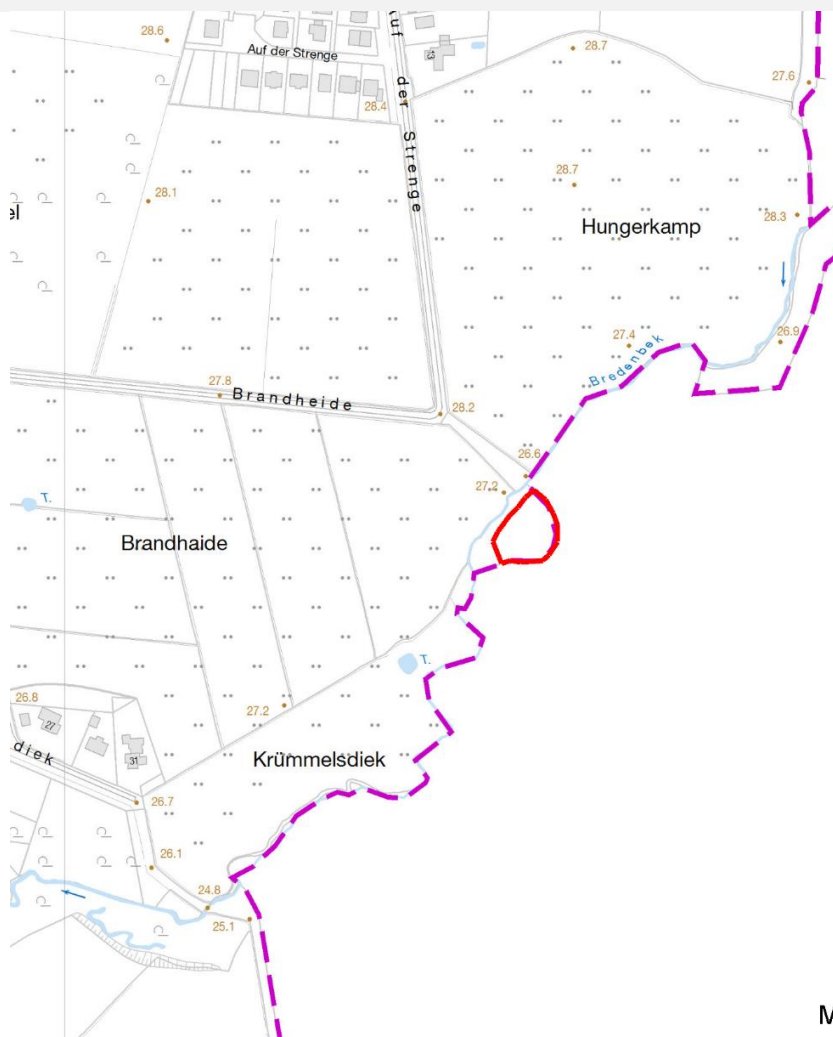 28.6
Auf der Strenge
13
28.7
27.6
28.4
Auf der Strenge
28.7
28.1
28.3
el
Hungerkamp
27.4
26.9
Bredenbek
27.8
Brandheide
28.2
26.6
27.2
T.
Brandhaide
T.
26.8
27.2
27
diek
31
Krümmelsdiek
26.7
26.1
24.8
25.1
M